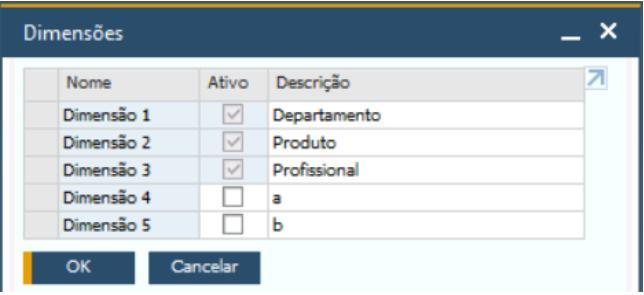 Dimensões
Nome Ativo Descrição
Dimensão 1 Departamento
Dimensão 2 Produto
Dimensão 3 Profissional
Dimensão 4 a
Dimensão 5 b
OK Cancelar